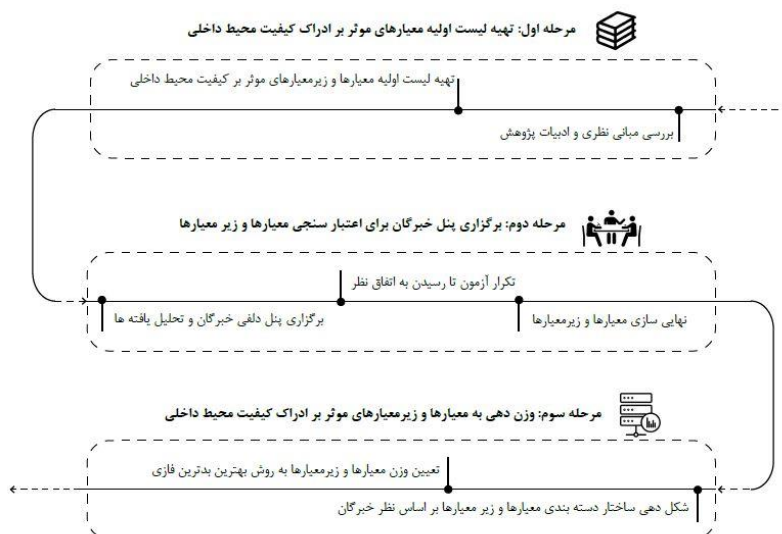 مرحله اول: تهیه لیست اولیه معیارهای موثر بر ادراک کیفیت محیط داخلی
تهیه لیست اولیه معیارها و زیرمعیارهای موثر بر کیفیت محیط داخلی
بررسی مبانی نظری و ادبیات پژوهش
مرحله دوم: برگزاری پنل خبرگان برای اعتبار سنجی معیارها و زیر معیارها
تکرار آزمون تا رسیدن به اتفاق نظر
نهایی سازی معیارها و زیرمعیارها
برگزاری پنل دلفی خبرگان و تحلیل یافته ها
مرحله سوم: وزن دهی به معیارها و زیرمعیارهای موثر بر ادراک کیفیت محیط داخلی
تعیین وزن معیارها و زیرمعیارها به روش بهترین بدترین فازی
شکل دهی ساختار دسته بندی معیارها و زیر معیارها بر اساس نظر خبرگان